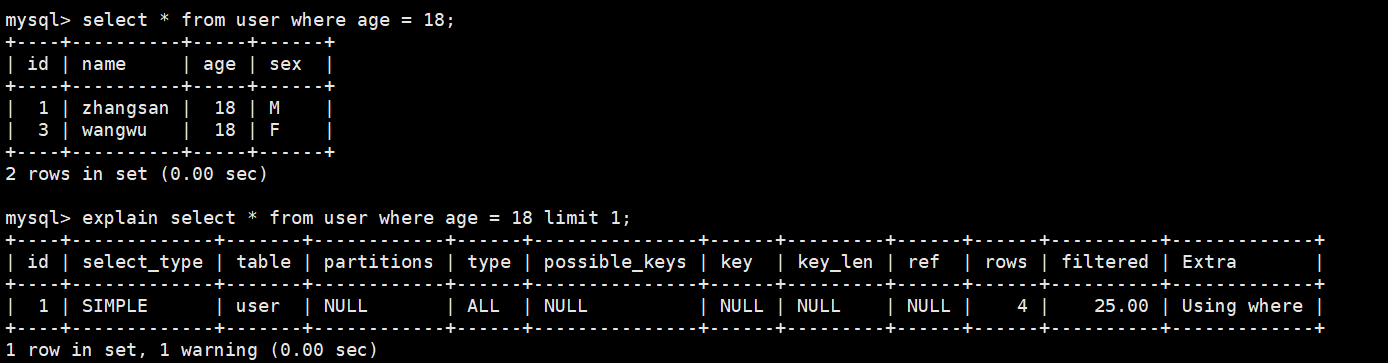 mysql> select * from user where age = 18;
+----+----------+-----+------+
| id | name     | age | sex  |
+----+----------+-----+------+
|  1 | zhangsan |  18 | M    |
|  3 | wangwu   |  18 | F    |
+----+----------+-----+------+
2 rows in set (0.00 sec)

mysql> explain select * from user where age = 18 limit 1;
+----+-------------+-------+------------+------+---------------+------+---------+------+------+----------+-------------+
| id | select_type | table | partitions | type | possible_keys | key  | key_len | ref  | rows | filtered | Extra       |
+----+-------------+-------+------------+------+---------------+------+---------+------+------+----------+-------------+
|  1 | SIMPLE      | user  | NULL       | ALL  | NULL          | NULL | NULL    | NULL |    4 |    25.00 | Using where |
+----+-------------+-------+------------+------+---------------+------+---------+------+------+----------+-------------+
1 row in set, 1 warning (0.00 sec)